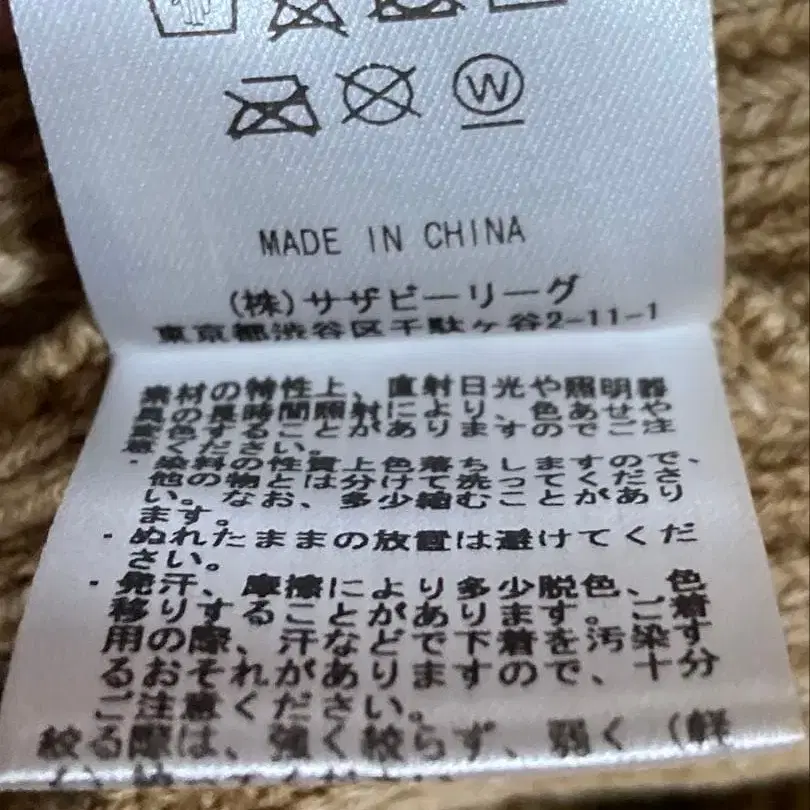 W
MADE IN CHINA
(株)サザビーリーグ
東京都渋谷区千駄ヶ谷2-11-1
素材の特性上、直射日光や照明器
具の長時間照射により、色あせや
変色することがありますのでご注
意ください。
・染料の性質上色落ちしますので、
他の物とは分けて洗ってくださ
い。なお、多少縮むことがあり
ます。
・ぬれたままの放置は避けてくだ
さい。
・発汗、摩擦により多少脱色、色
移りすることがあります。ご着
用の際、汗などで下着を汚染す
るおそれがありますので、十分
ご注意ください。
絞る際は、強く絞らず、弱く（軽